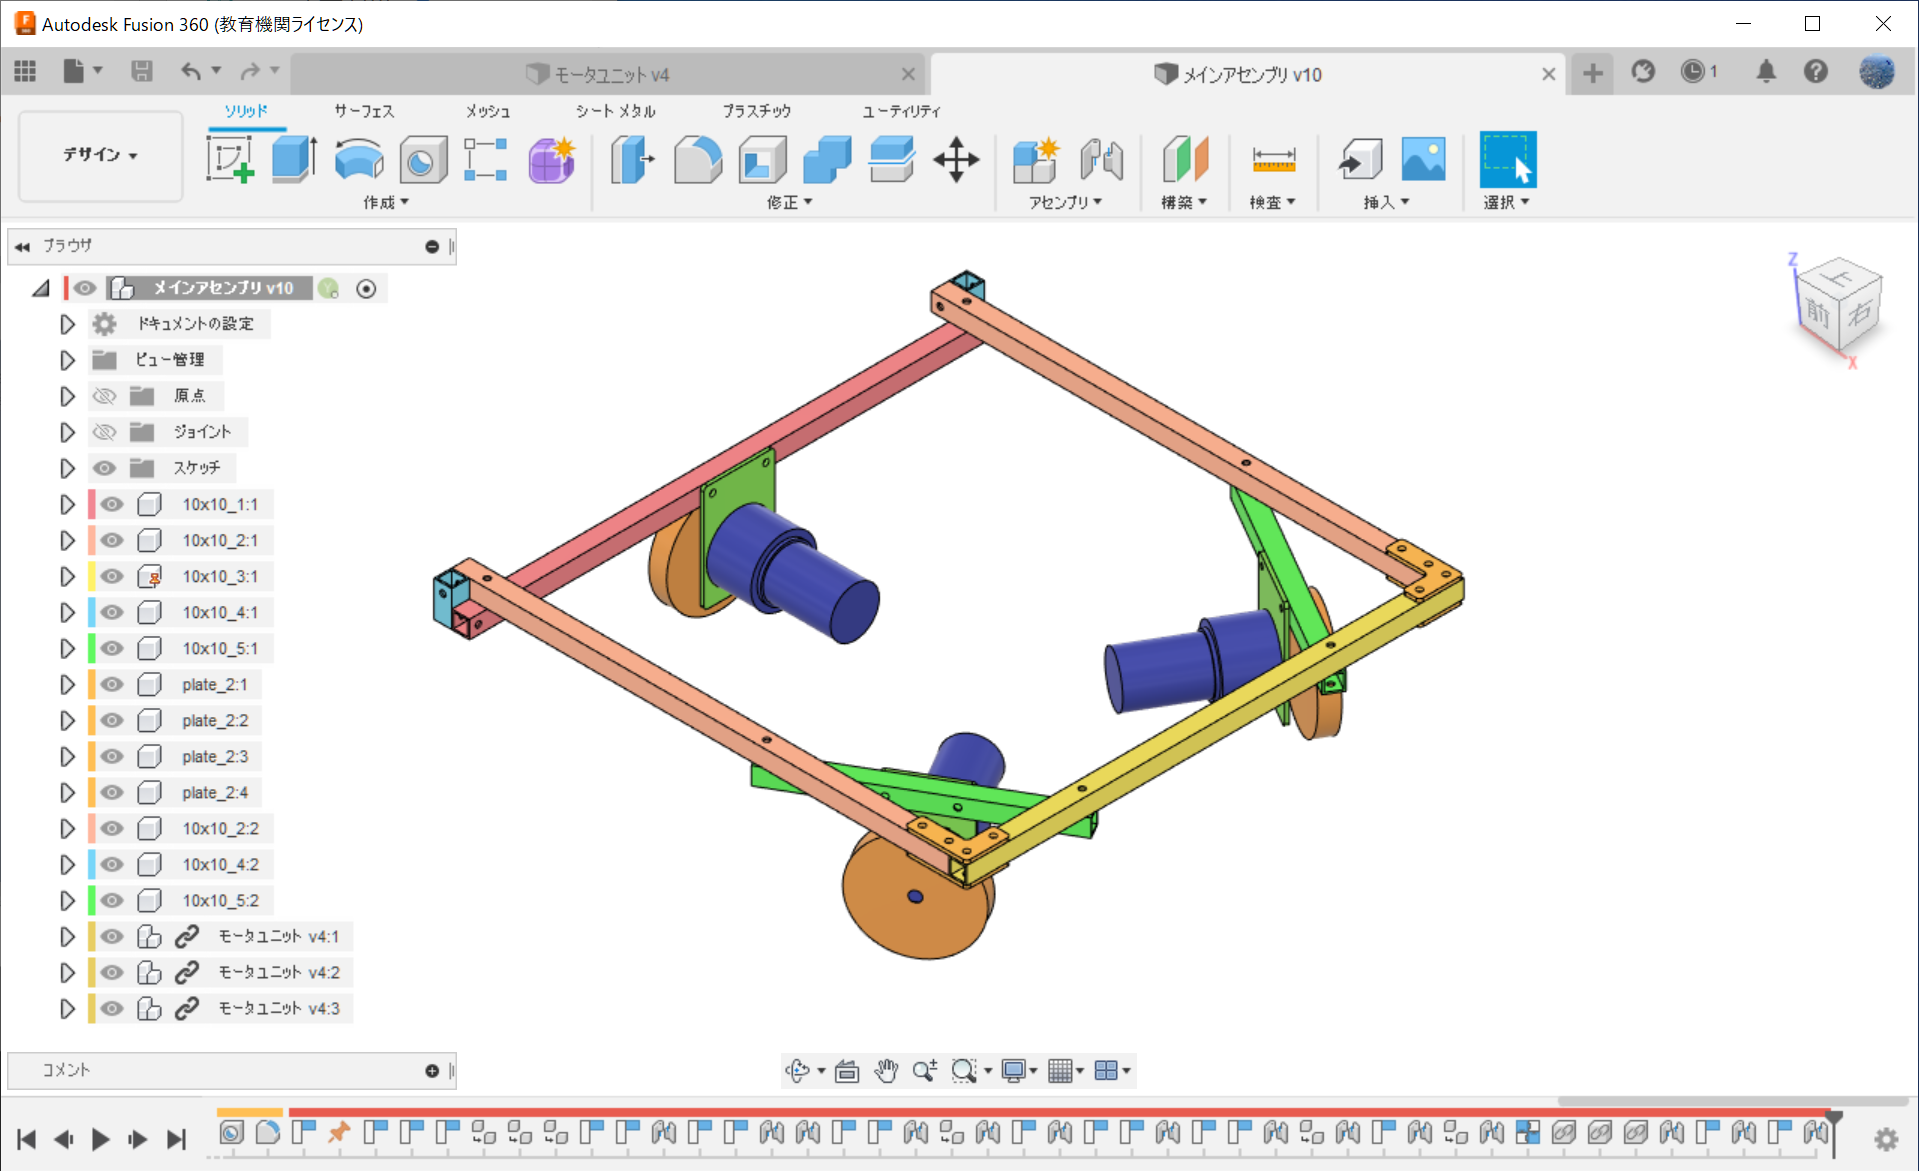 Autodesk Fusion 360 (教育機関ライセンス)
モータユニット v4
メインアセンブリ v10
1
デザイン
ソリッド
サーフェス
メッシュ
シート メタル
プラスチック
ユーティリティ
作成
修正
アセンブリ
構築
検査
挿入
選択
ブラウザ
メインアセンブリ v10
ドキュメントの設定
ビュー管理
原点
ジョイント
スケッチ
10x10_1:1
10x10_2:1
10x10_3:1
10x10_4:1
10x10_5:1
plate_2:1
plate_2:2
plate_2:3
plate_2:4
10x10_2:2
10x10_4:2
10x10_5:2
モータユニット v4:1
モータユニット v4:2
モータユニット v4:3
Z
上
前
右
X
コメント